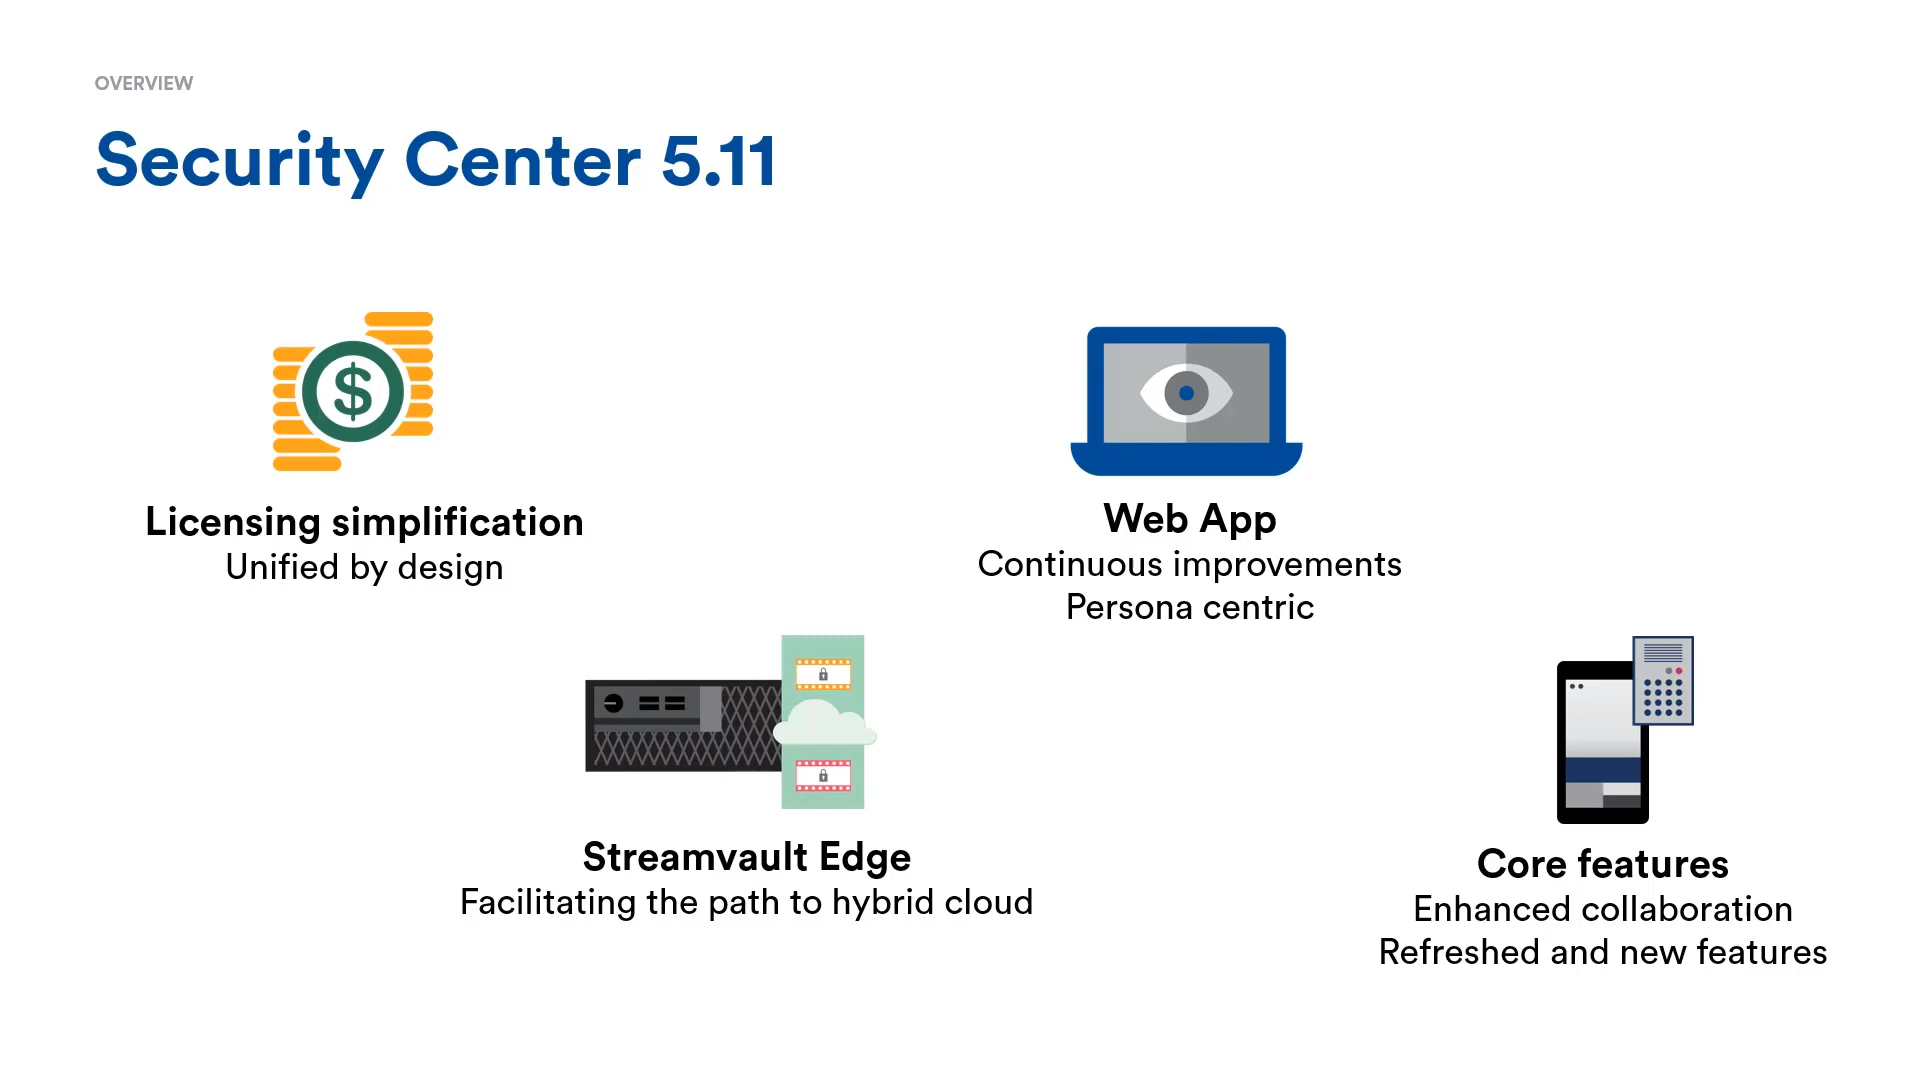 OVERVIEW
Security Center 5.11
$
Licensing simplification
Unified by design
Web App
Continuous improvements
Persona centric
Streamvault Edge
Facilitating the path to hybrid cloud
Core features
Enhanced collaboration
Refreshed and new features